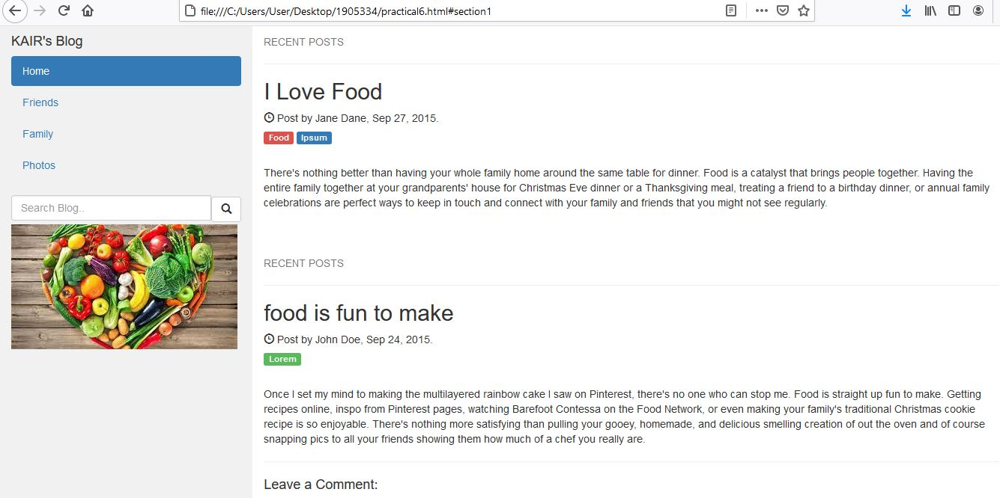 file:///C:/Users/User/Desktop/1905334/practical6.html#section1
KAIR's Blog
Home
Friends
Family
Photos
Search Blog..
RECENT POSTS
I Love Food
Post by Jane Dane, Sep 27, 2015.
Food Ipsum
There's nothing better than having your whole family home around the same table for dinner. Food is a catalyst that brings people together. Having the
entire family together at your grandparents' house for Christmas Eve dinner or a Thanksgiving meal, treating a friend to a birthday dinner, or annual family
celebrations are perfect ways to keep in touch and connect with your family and friends that you might not see regularly.
RECENT POSTS
food is fun to make
Post by John Doe, Sep 24, 2015.
Lorem
Once I set my mind to making the multilayered rainbow cake I saw on Pinterest, there's no one who can stop me. Food is straight up fun to make. Getting
recipes online, inspo from Pinterest pages, watching Barefoot Contessa on the Food Network, or even making your family's traditional Christmas cookie
recipe is so enjoyable. There's nothing more satisfying than pulling your gooey, homemade, and delicious smelling creation of out the oven and of course
snapping pics to all your friends showing them how much of a chef you really are.
Leave a Comment: